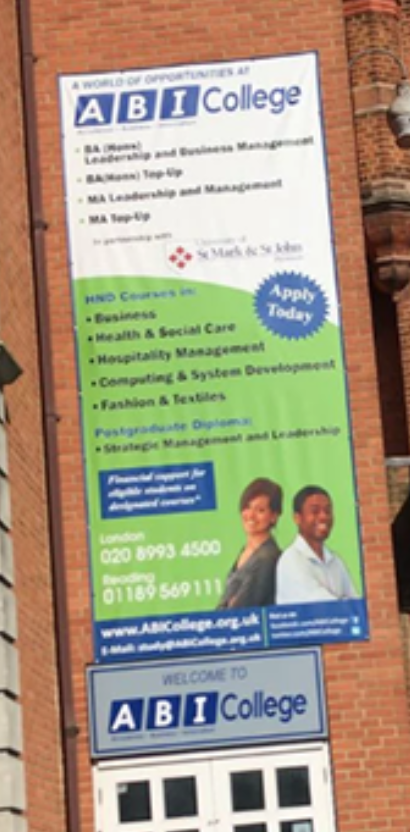 A WORLD OF OPPORTUNITIES AT
ABI College
• BA (Hons)
Leadership and Business Management
• BA(Hons) Top-Up
• MA Leadership and Management
• MA Top-Up
in partnership with
University of
St Mark & St John
HND Courses in:
• Business
• Health & Social Care
• Hospitality Management
• Computing & System Development
• Fashion & Textiles
Apply
Today
Postgraduate Diploma:
• Strategic Management and Leadership
Financial support for
eligible students on
designated courses*
London
020 8993 4500
Reading
01189 569 111
www.ABICollege.org.uk
E-Mail: study@ABICollege.org.uk
WELCOME TO
ABI College